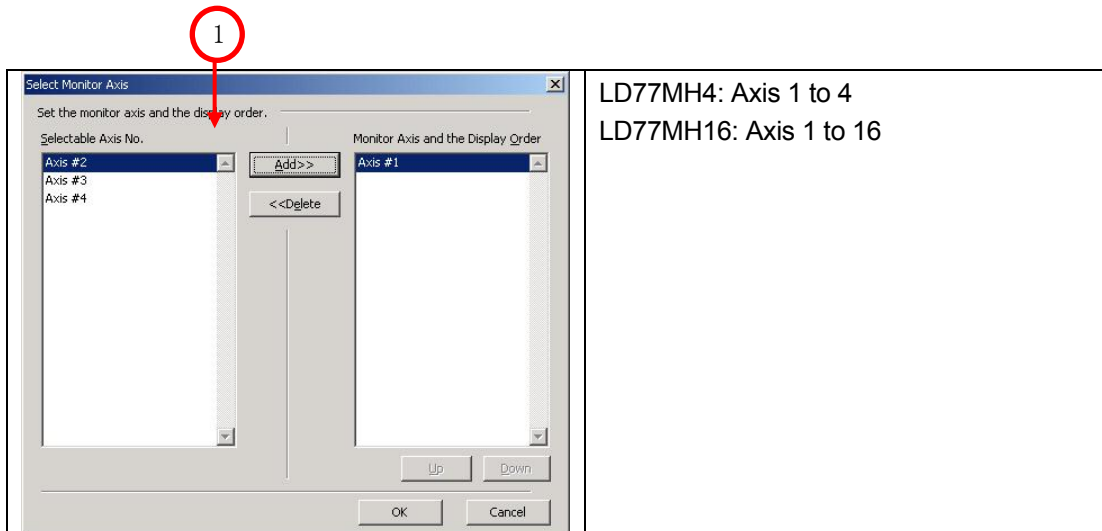 1
Select Monitor Axis
Set the monitor axis and the display order.
Selectable Axis No.
Monitor Axis and the Display Order
Axis #2
Axis #3
Axis #4
Add>>
<<Delete
Axis #1
Up
Down
OK
Cancel
LD77MH4: Axis 1 to 4
LD77MH16: Axis 1 to 16